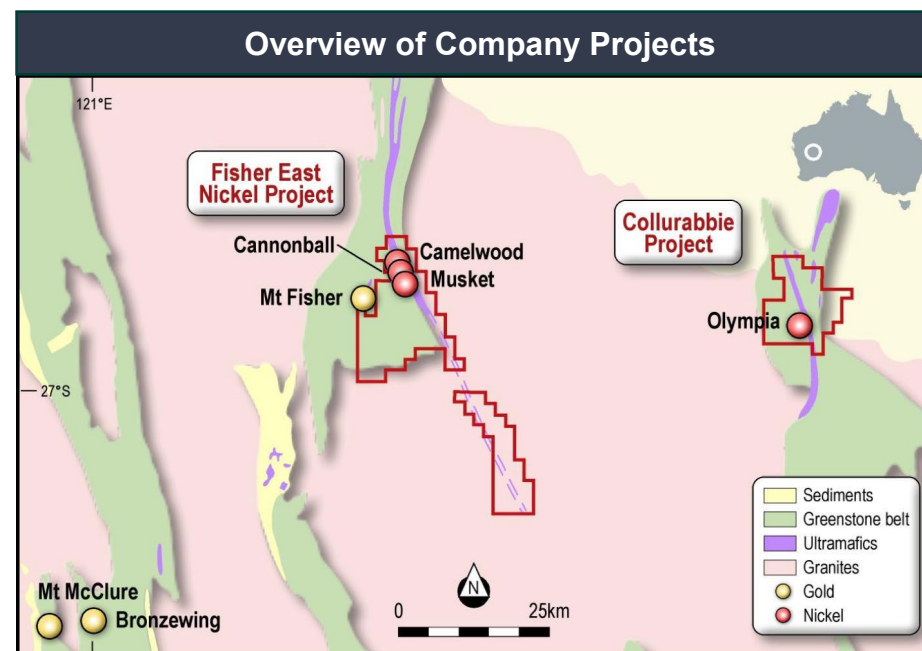 Overview of Company Projects
121°E
Fisher East
Nickel Project
Cannonball
Camelwood
Musket
Mt Fisher
Collurabbie
Project
Olympia
27°S
Mt McClure
Bronzewing
N
0 25km
Sediments
Greenstone belt
Ultramafics
Granites
Gold
Nickel